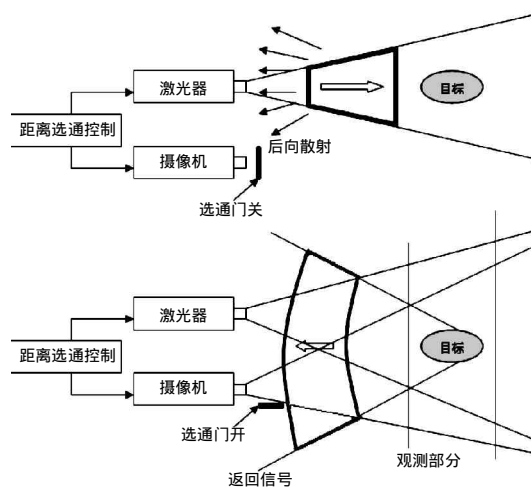 激光器
目标
距离选通控制
后向散射
摄像机
选通门关
激光器
目标
距离选通控制
摄像机
选通门开
观测部分
返回信号